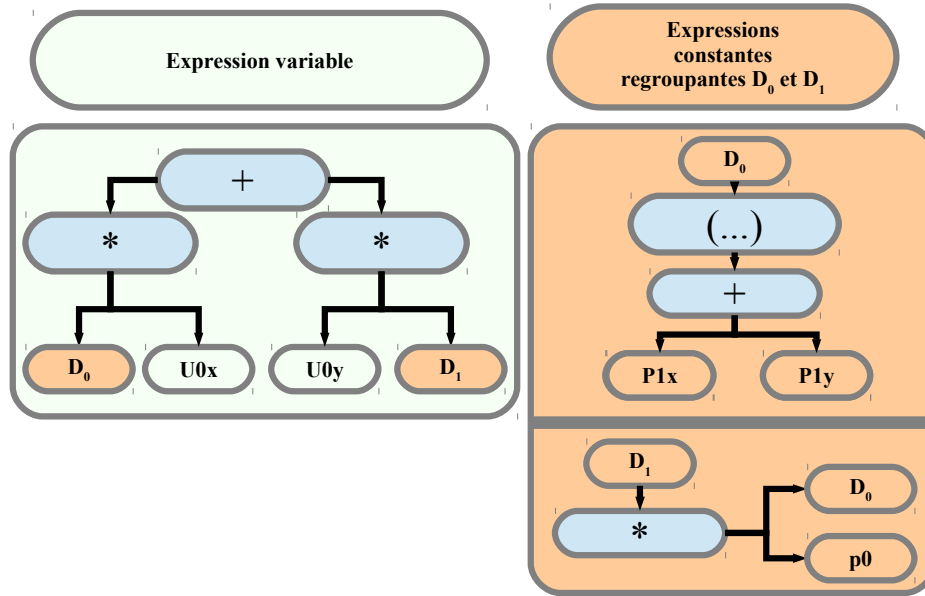 Expression variable
Expressions
constantes
regroupantes D₀ et D₁
+
*
*
D₀
U0x
U0y
D₁
D₀
(...)
+
P1x
P1y
D₁
*
D₀
p0